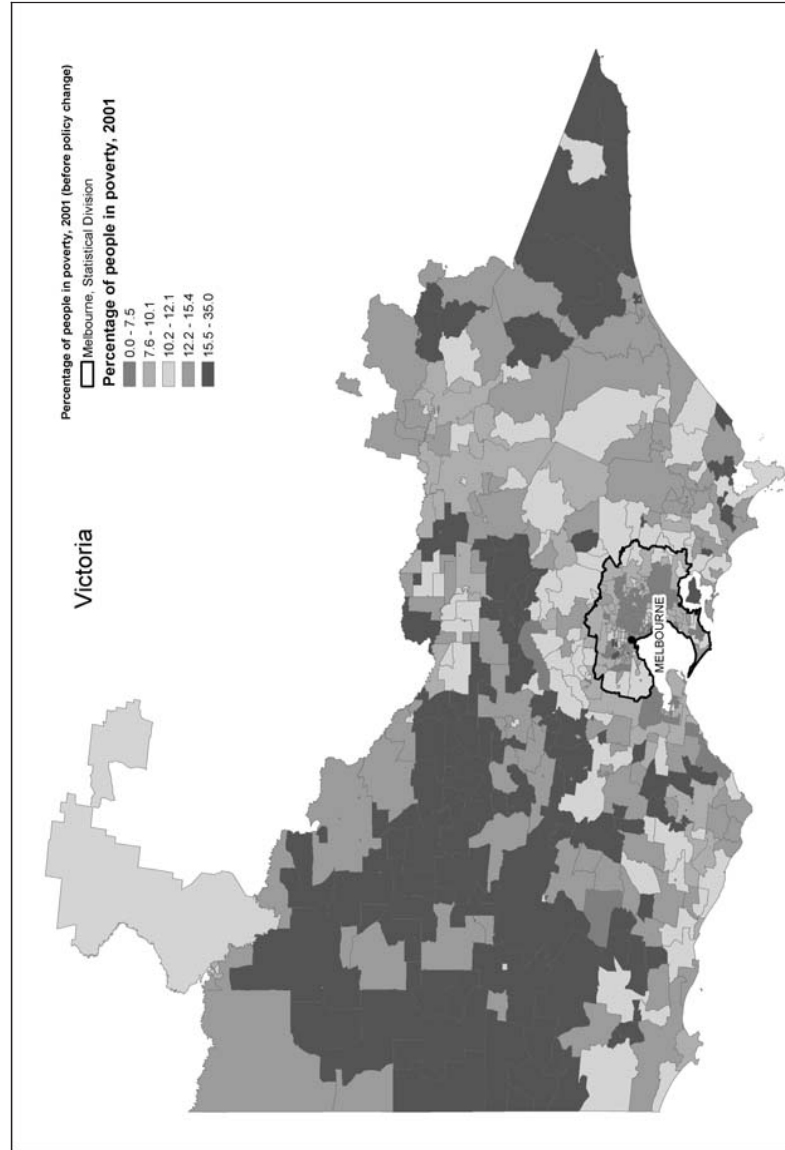 Victoria
Percentage of people in poverty, 2001 (before policy change)
Melbourne, Statistical Division
Percentage of people in poverty, 2001
0.0 - 7.5
7.6 - 10.1
10.2 - 12.1
12.2 - 15.4
15.5 - 35.0
MELBOURNE